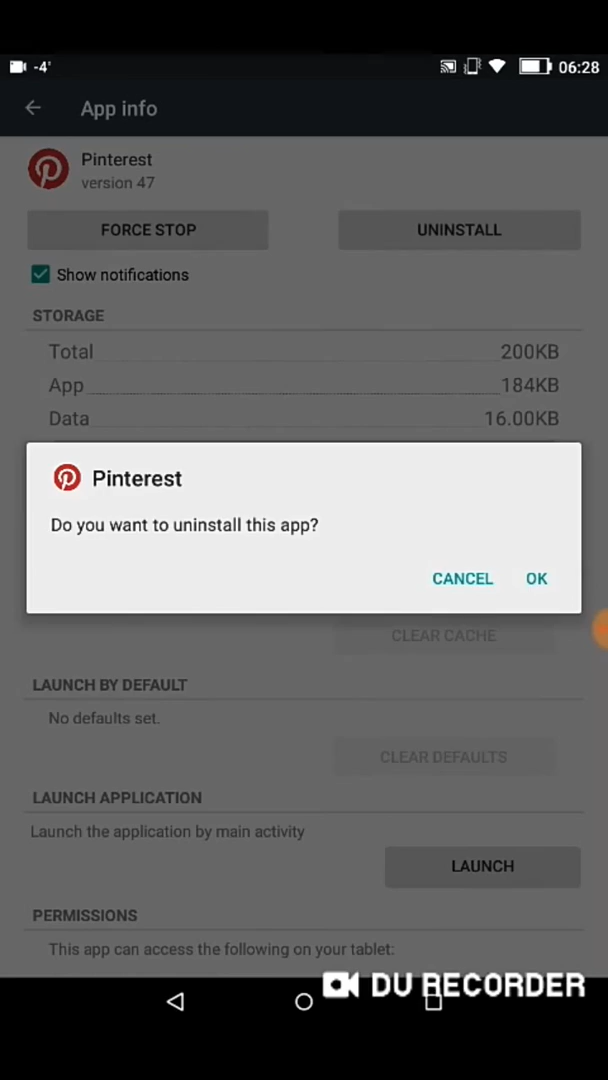 -4'
06:28
App info
Pinterest
version 47
FORCE STOP
UNINSTALL
Show notifications
STORAGE
Total 200KB
App 184KB
Data 16.00KB
Pinterest
Do you want to uninstall this app?
CANCEL OK
CLEAR CACHE
LAUNCH BY DEFAULT
No defaults set.
CLEAR DEFAULTS
LAUNCH APPLICATION
Launch the application by main activity
LAUNCH
PERMISSIONS
This app can access the following on your tablet:
DU RECORDER